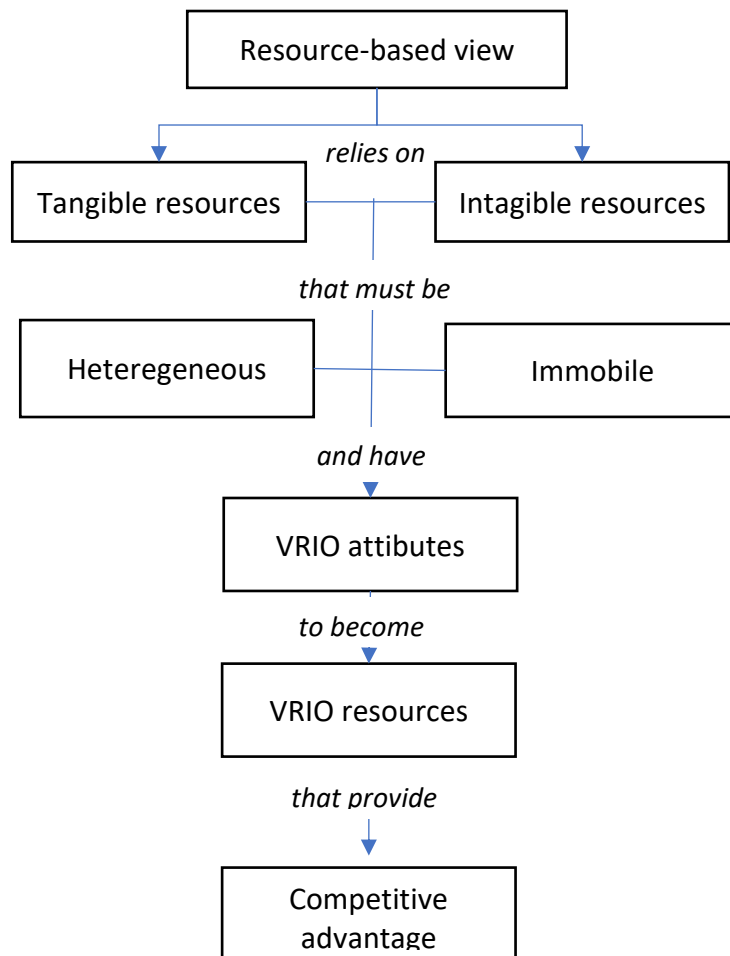 Resource-based view
relies on
Tangible resources
Intagible resources
that must be
Heteregeneous
Immobile
and have
VRIO attibutes
to become
VRIO resources
that provide
Competitive
advantage